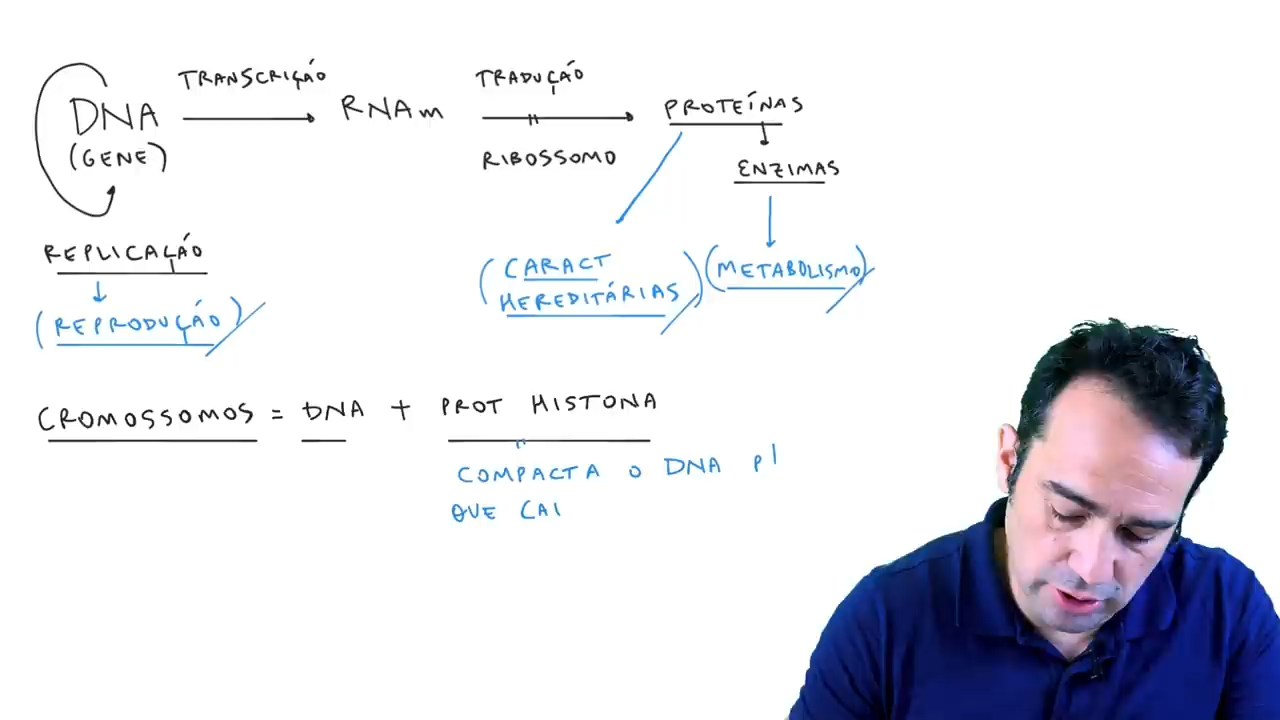 TRANSCRIÇÃO
TRADUÇÃO
DNA
RNAm
PROTEÍNAS
(GENE)
RIBOSSOMO
ENZIMAS
REPLICAÇÃO
(CARACT
HEREDITÁRIAS)
(METABOLISMO)
(REPRODUÇÃO)
CROMOSSOMOS = DNA + PROT HISTONA
COMPACTA O DNA p/
QUE CAI